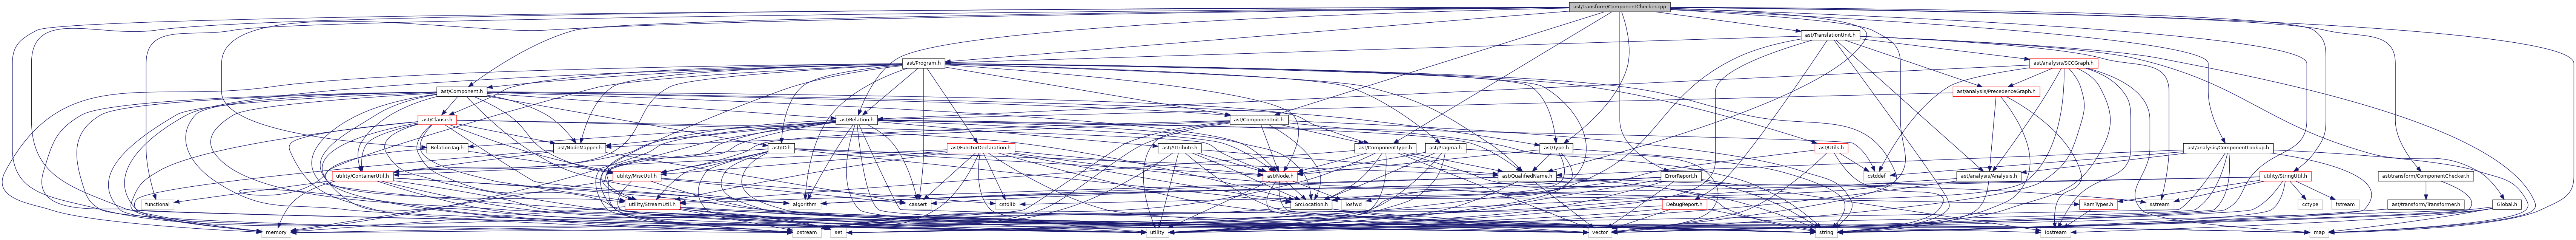 ast/transform/ComponentChecker.cpp
ast/TranslationUnit.h
ast/Program.h
ast/analysis/SCCGraph.h
ast/Component.h
ast/analysis/PrecedenceGraph.h
ast/Clause.h
ast/Relation.h
ast/ComponentInit.h
RelationTag.h
ast/NodeMapper.h
ast/IO.h
ast/FunctorDeclaration.h
ast/Attribute.h
ast/ComponentType.h
ast/Pragma.h
ast/Type.h
ast/Utils.h
ast/analysis/ComponentLookup.h
utility/ContainerUtil.h
utility/MiscUtil.h
ast/Node.h
ast/QualifiedName.h
ErrorReport.h
cstddef
ast/analysis/Analysis.h
utility/StringUtil.h
ast/transform/ComponentChecker.h
functional
utility/StreamUtil.h
algorithm
cassert
cstdlib
SrcLocation.h
iosfwd
DebugReport.h
RamTypes.h
sstream
cctype
fstream
ast/transform/Transformer.h
Global.h
memory
ostream
set
utility
vector
string
iostream
map